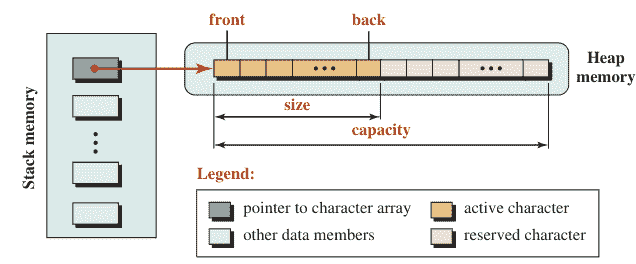 front
back
Heap
memory
Stack memory
size
capacity
Legend:
pointer to character array
active character
other data members
reserved character